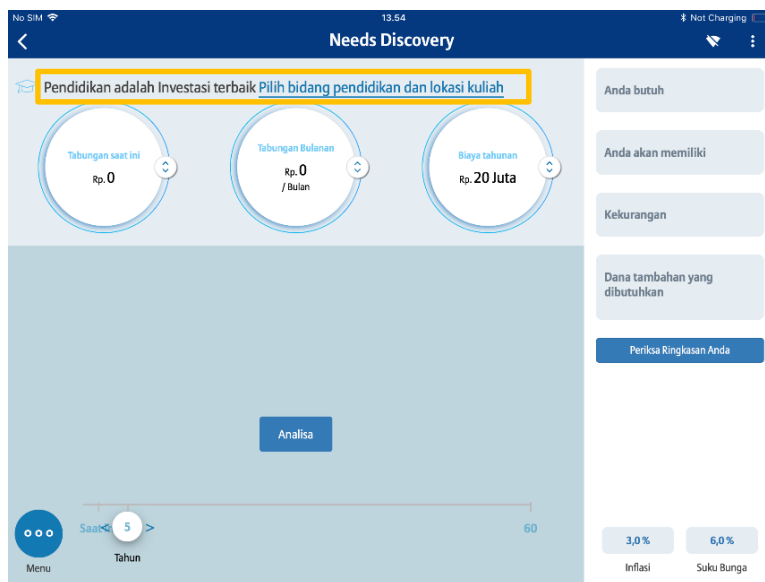 No SIM 13.54 Not Charging
Needs Discovery
Pendidikan adalah Investasi terbaik Pilih bidang pendidikan dan lokasi kuliah
Tabungan saat ini
Rp. 0
Tabungan Bulanan
Rp. 0
/ Bulan
Biaya tahunan
Rp. 20 Juta
Anda butuh
Anda akan memiliki
Kekurangan
Dana tambahan yang
dibutuhkan
Periksa Ringkasan Anda
Analisa
Saat < 5 > 60
Tahun
Menu
3,0 % 6,0 %
Inflasi Suku Bunga